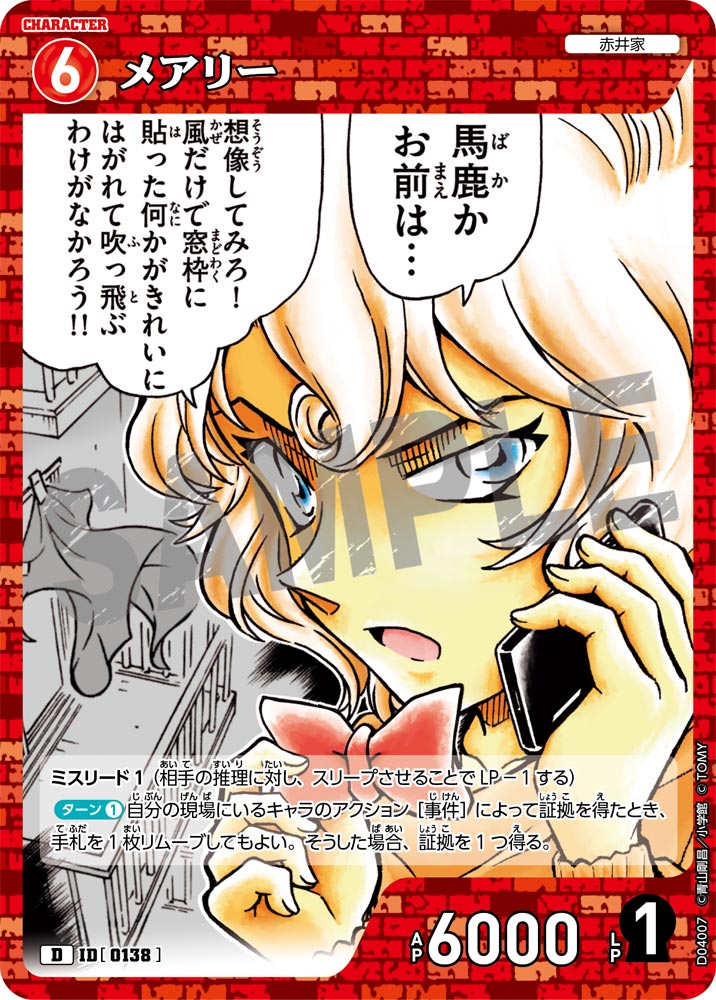 CHARACTER
6
メアリー
赤井家
馬鹿か
お前は…
想像してみろ!
風だけで窓枠に
貼った何かがきれいに
はがれて吹っ飛ぶ
わけがなかろう!!
SAMPLE
ミスリード1(相手の推理に対し、スリープさせることでLP-1する)
ターン1 自分の現場にいるキャラのアクション[事件]によって証拠を得たとき、
手札を1枚リムーブしてもよい。そうした場合、証拠を1つ得る。
D ID[0138]
AP 6000
LP 1
D04007 ©青山剛昌/小学館 © TOMY